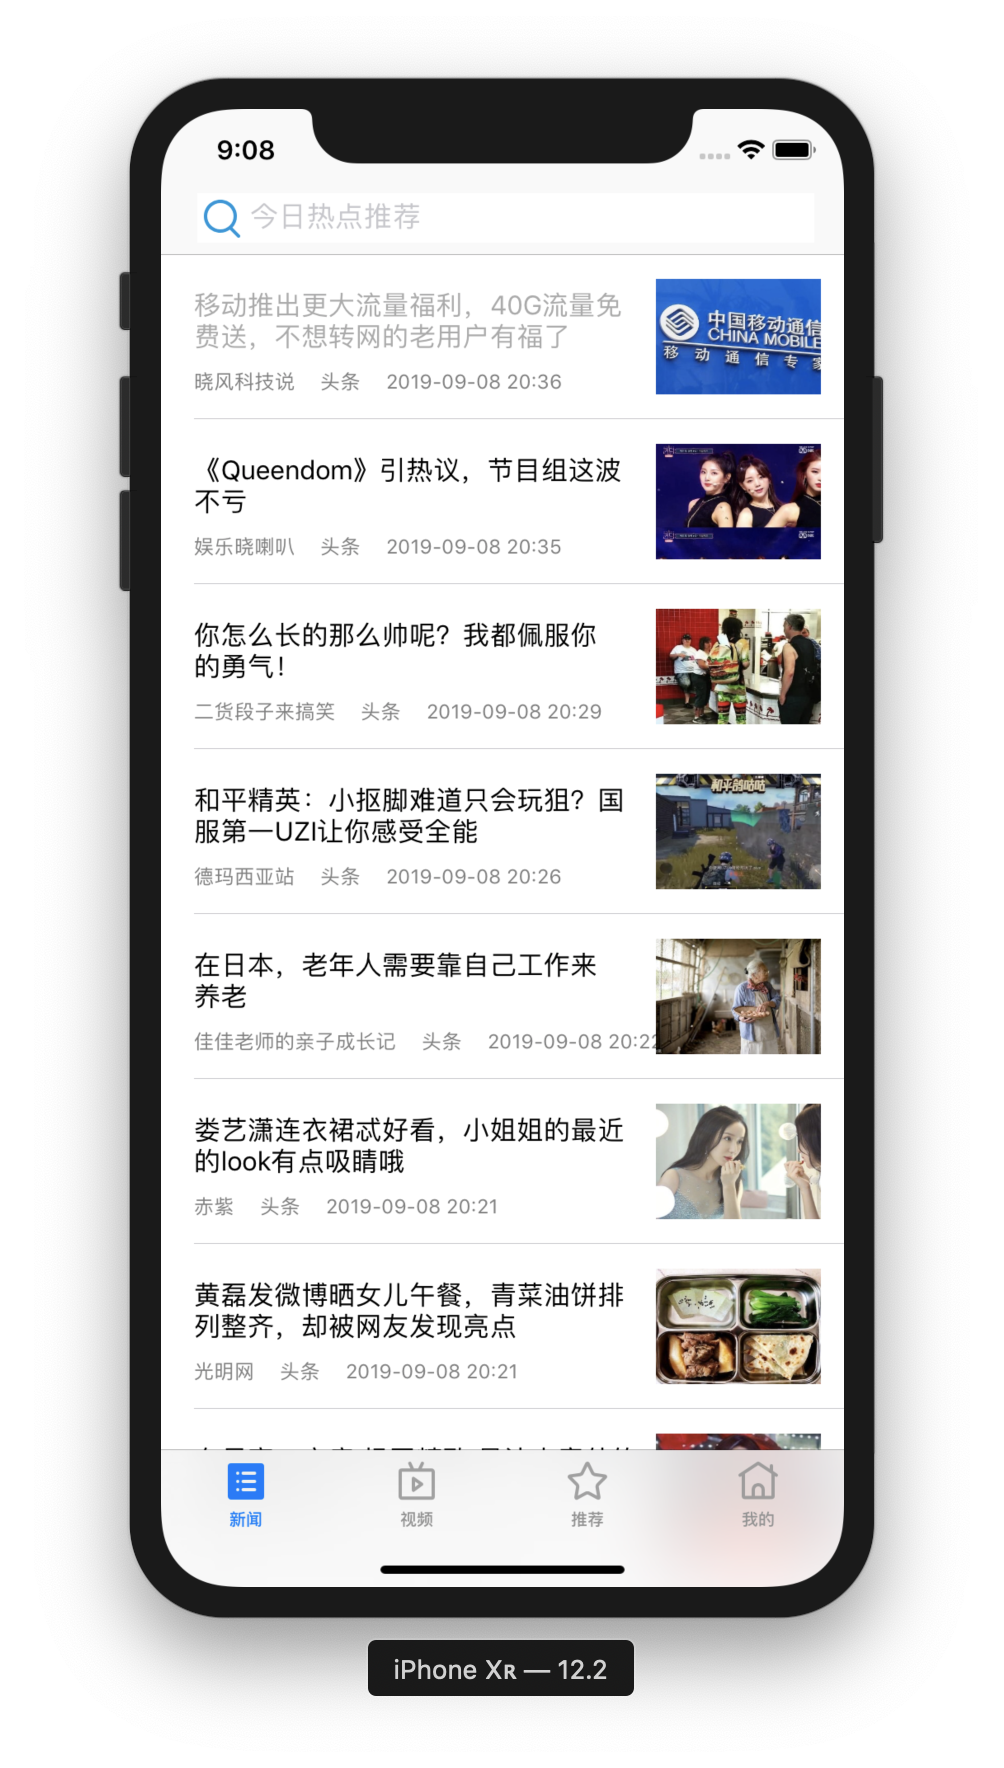 9:08
今日热点推荐
移动推出更大流量福利，40G流量免
费送，不想转网的老用户有福了
晓风科技说 头条 2019-09-08 20:36
中国移动通信
CHINA MOBILE
移动通信专家
《Queendom》引热议，节目组这波
不亏
娱乐晓喇叭 头条 2019-09-08 20:35
你怎么长的那么帅呢？我都佩服你
的勇气！
二货段子来搞笑 头条 2019-09-08 20:29
和平精英：小抠脚难道只会玩狙？国
服第一UZI让你感受全能
德玛西亚站 头条 2019-09-08 20:26
和平鸽咕咕
在日本，老年人需要靠自己工作来
养老
佳佳老师的亲子成长记 头条 2019-09-08 20:22
娄艺潇连衣裙忒好看，小姐姐的最近
的look有点吸睛哦
赤紫 头条 2019-09-08 20:21
黄磊发微博晒女儿午餐，青菜油饼排
列整齐，却被网友发现亮点
光明网 头条 2019-09-08 20:21
新闻
视频
推荐
我的
iPhone Xʀ — 12.2